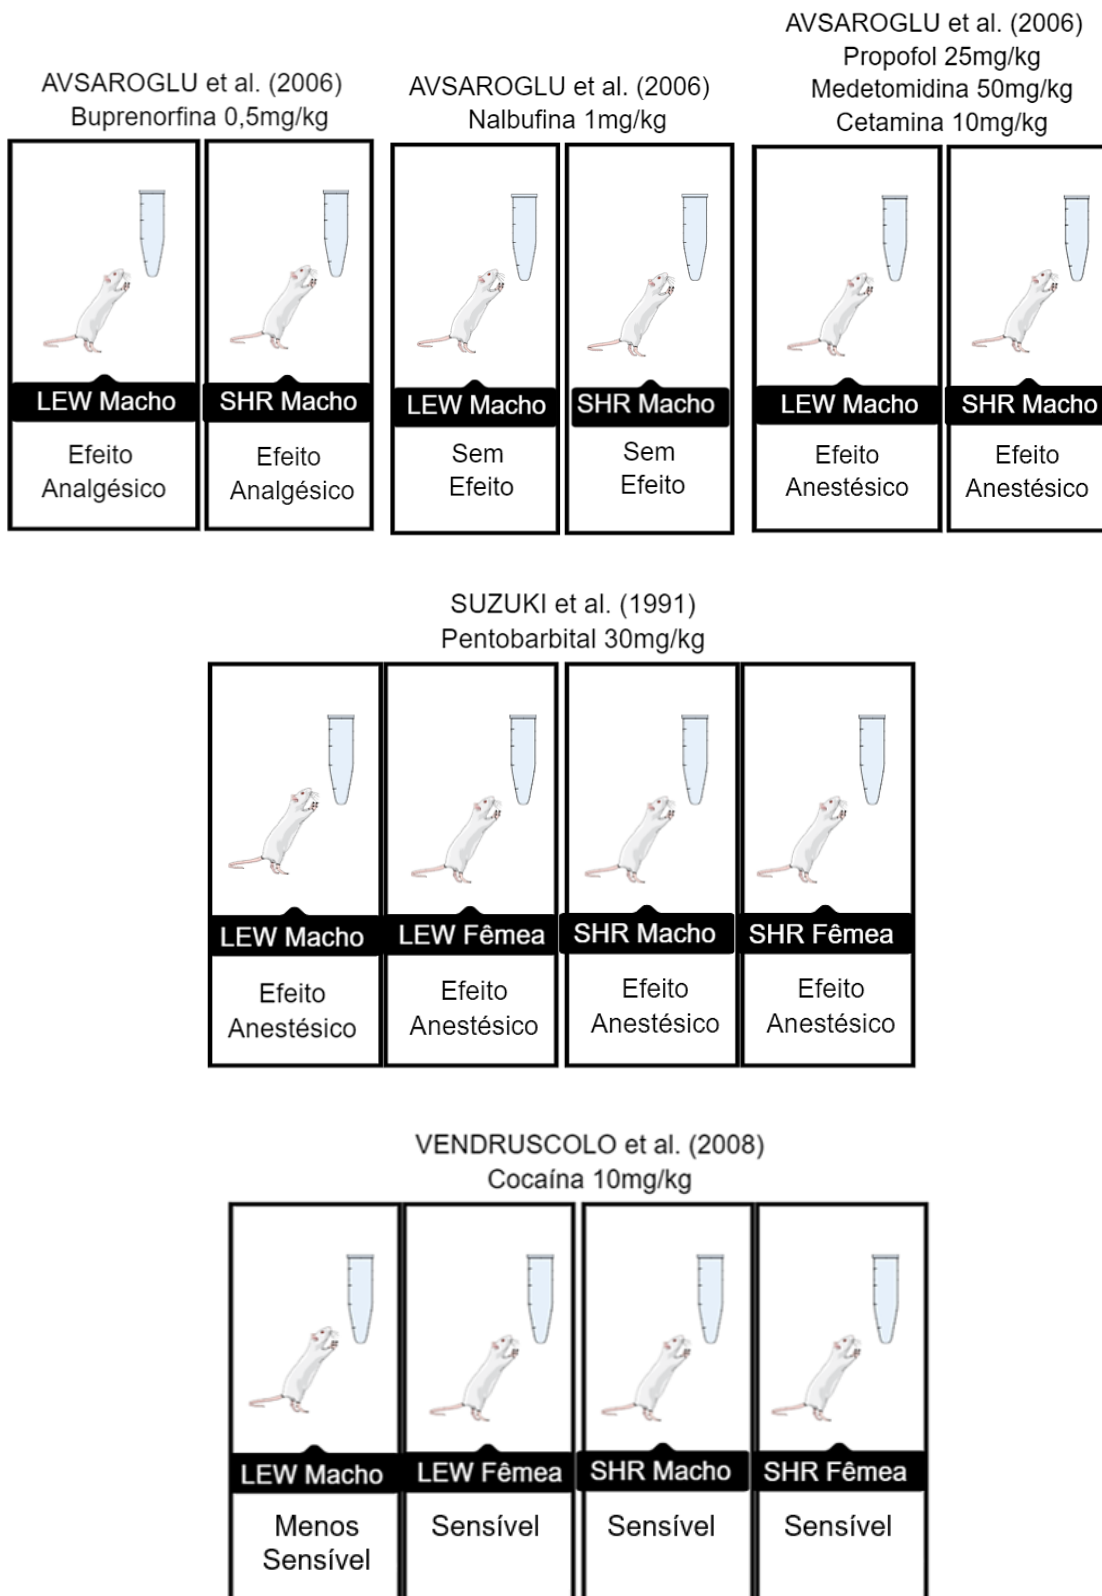 AVSAROGLU et al. (2006)
Buprenorfina 0,5mg/kg
LEW Macho
Efeito
Analgésico
SHR Macho
Efeito
Analgésico
AVSAROGLU et al. (2006)
Nalbufina 1mg/kg
LEW Macho
Sem
Efeito
SHR Macho
Sem
Efeito
AVSAROGLU et al. (2006)
Propofol 25mg/kg
Medetomidina 50mg/kg
Cetamina 10mg/kg
LEW Macho
Efeito
Anestésico
SHR Macho
Efeito
Anestésico
SUZUKI et al. (1991)
Pentobarbital 30mg/kg
LEW Macho
Efeito
Anestésico
LEW Fêmea
Efeito
Anestésico
SHR Macho
Efeito
Anestésico
SHR Fêmea
Efeito
Anestésico
VENDRUSCOLO et al. (2008)
Cocaína 10mg/kg
LEW Macho
Menos
Sensível
LEW Fêmea
Sensível
SHR Macho
Sensível
SHR Fêmea
Sensível